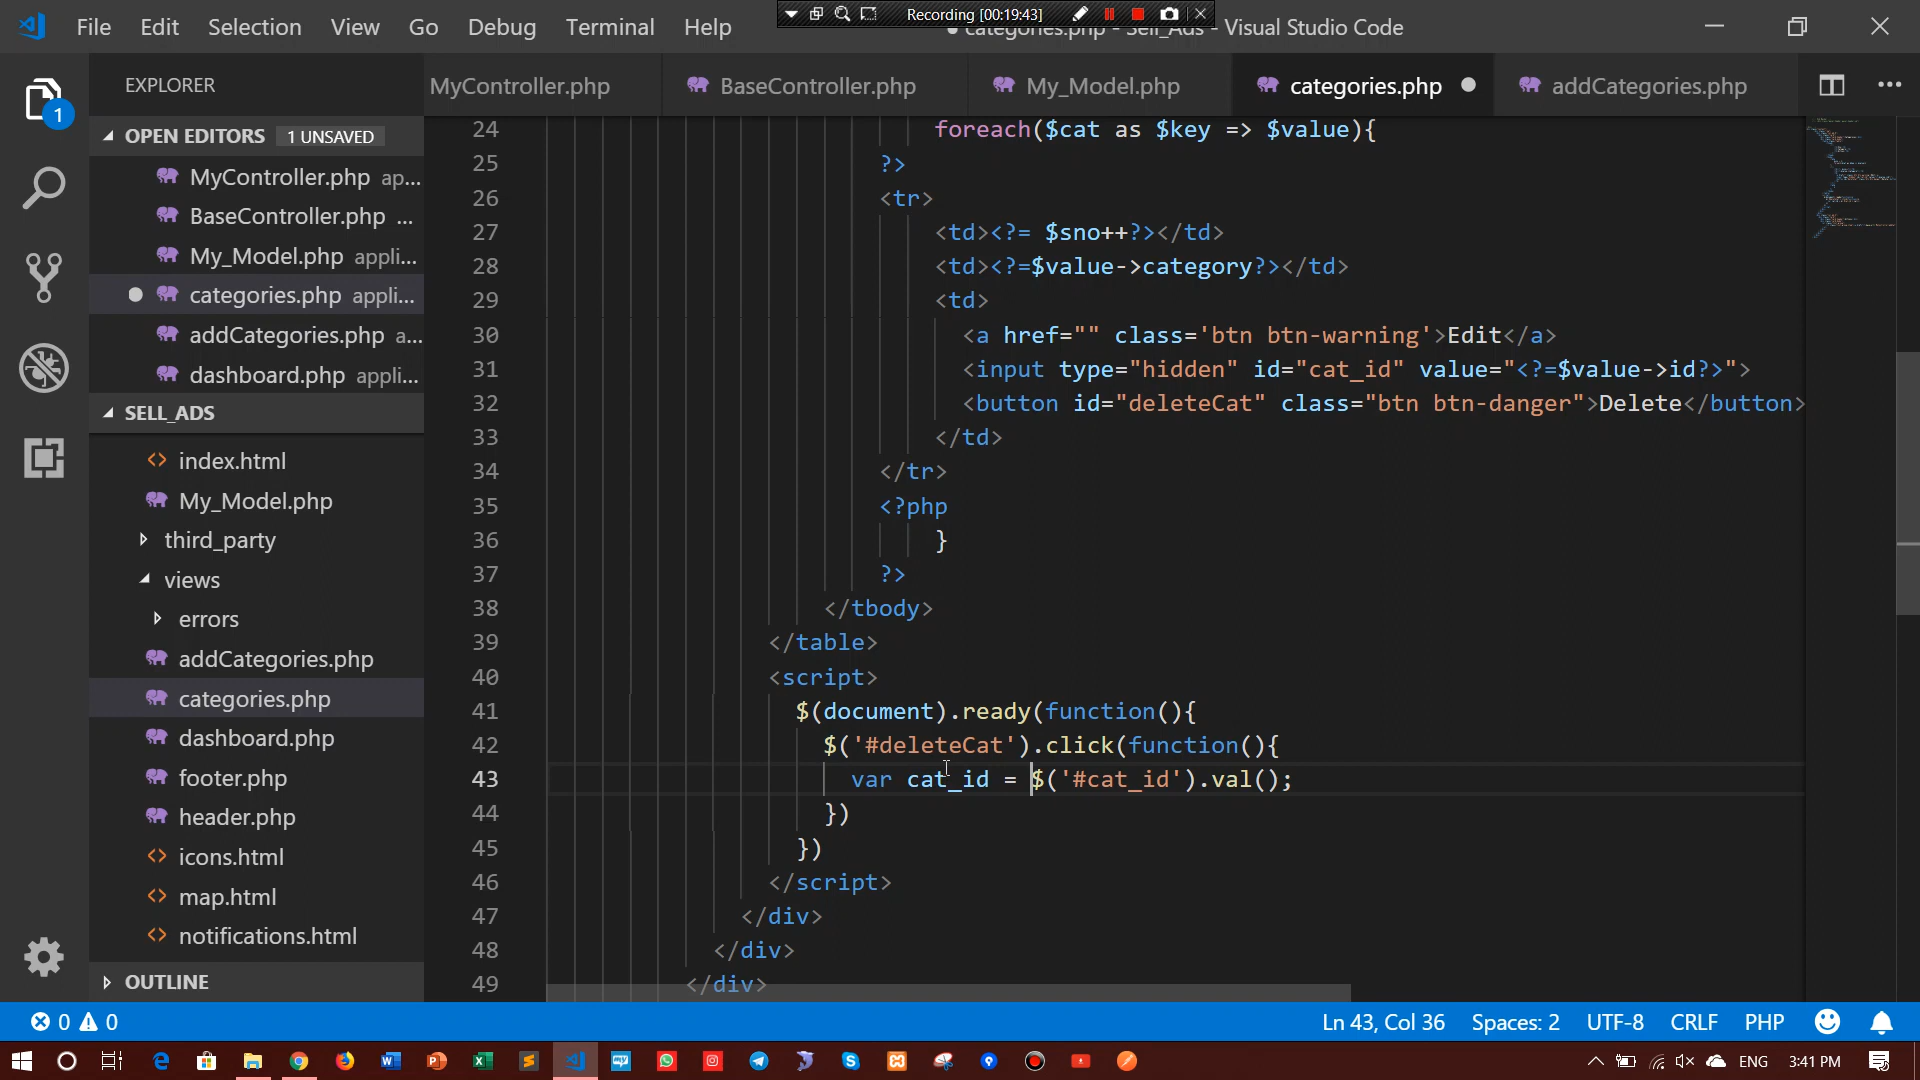 File Edit Selection View Go Debug Terminal Help
Recording [00:19:43]
categories.php - Sell_Ads - Visual Studio Code
EXPLORER
MyController.php BaseController.php My_Model.php categories.php addCategories.php
OPEN EDITORS 1 UNSAVED
MyController.php ap...
BaseController.php ...
My_Model.php appli...
categories.php appli...
addCategories.php a...
dashboard.php appli...
SELL_ADS
index.html
My_Model.php
third_party
views
errors
addCategories.php
categories.php
dashboard.php
footer.php
header.php
icons.html
map.html
notifications.html
OUTLINE
24 foreach($cat as $key => $value){
25 ?>
26 <tr>
27 <td><?= $sno++?></td>
28 <td><?=$value->category?></td>
29 <td>
30 <a href="" class='btn btn-warning'>Edit</a>
31 <input type="hidden" id="cat_id" value="<?=$value->id?>">
32 <button id="deleteCat" class="btn btn-danger">Delete</button>
33 </td>
34 </tr>
35 <?php
36 }
37 ?>
38 </tbody>
39 </table>
40 <script>
41 $(document).ready(function(){
42 $('#deleteCat').click(function(){
43 var cat_id = $('#cat_id').val();
44 })
45 })
46 </script>
47 </div>
48 </div>
49 </div>
0 0 Ln 43, Col 36 Spaces: 2 UTF-8 CRLF PHP
ENG 3:41 PM